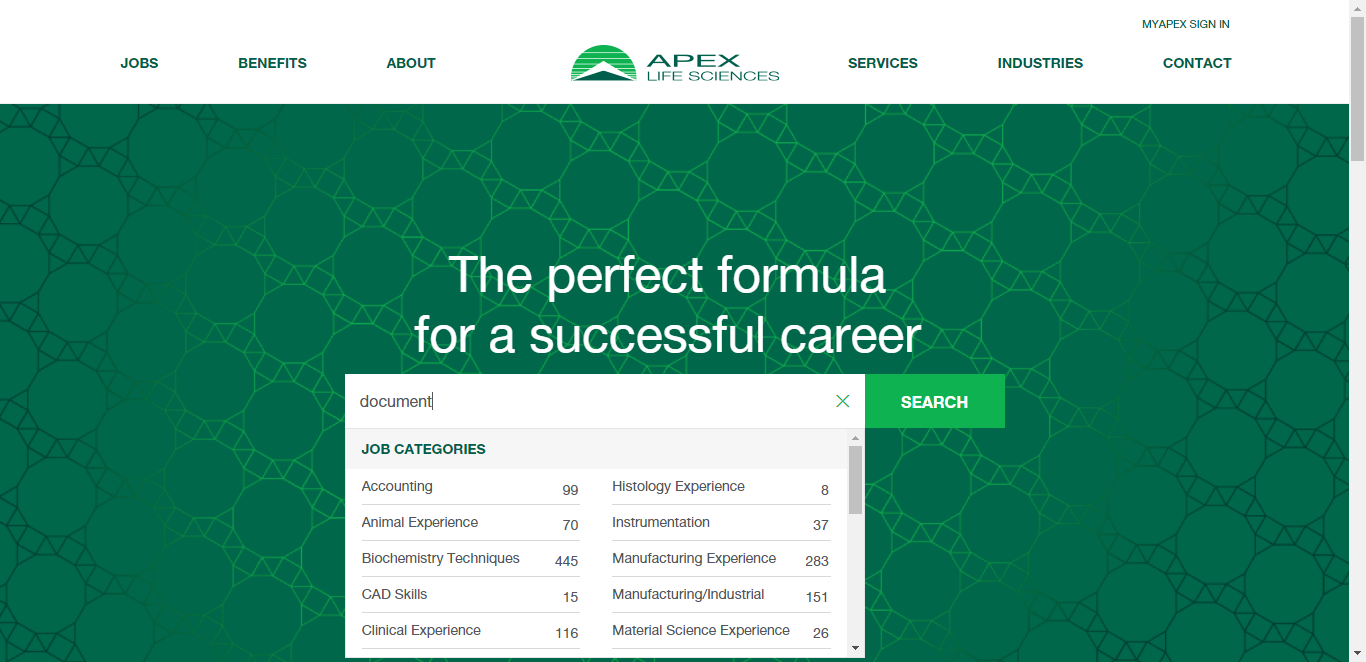 MYAPEX SIGN IN
JOBS BENEFITS ABOUT APEX LIFE SCIENCES SERVICES INDUSTRIES CONTACT
The perfect formula
for a successful career
document SEARCH
JOB CATEGORIES
Accounting 99 Histology Experience 8
Animal Experience 70 Instrumentation 37
Biochemistry Techniques 445 Manufacturing Experience 283
CAD Skills 15 Manufacturing/Industrial 151
Clinical Experience 116 Material Science Experience 26